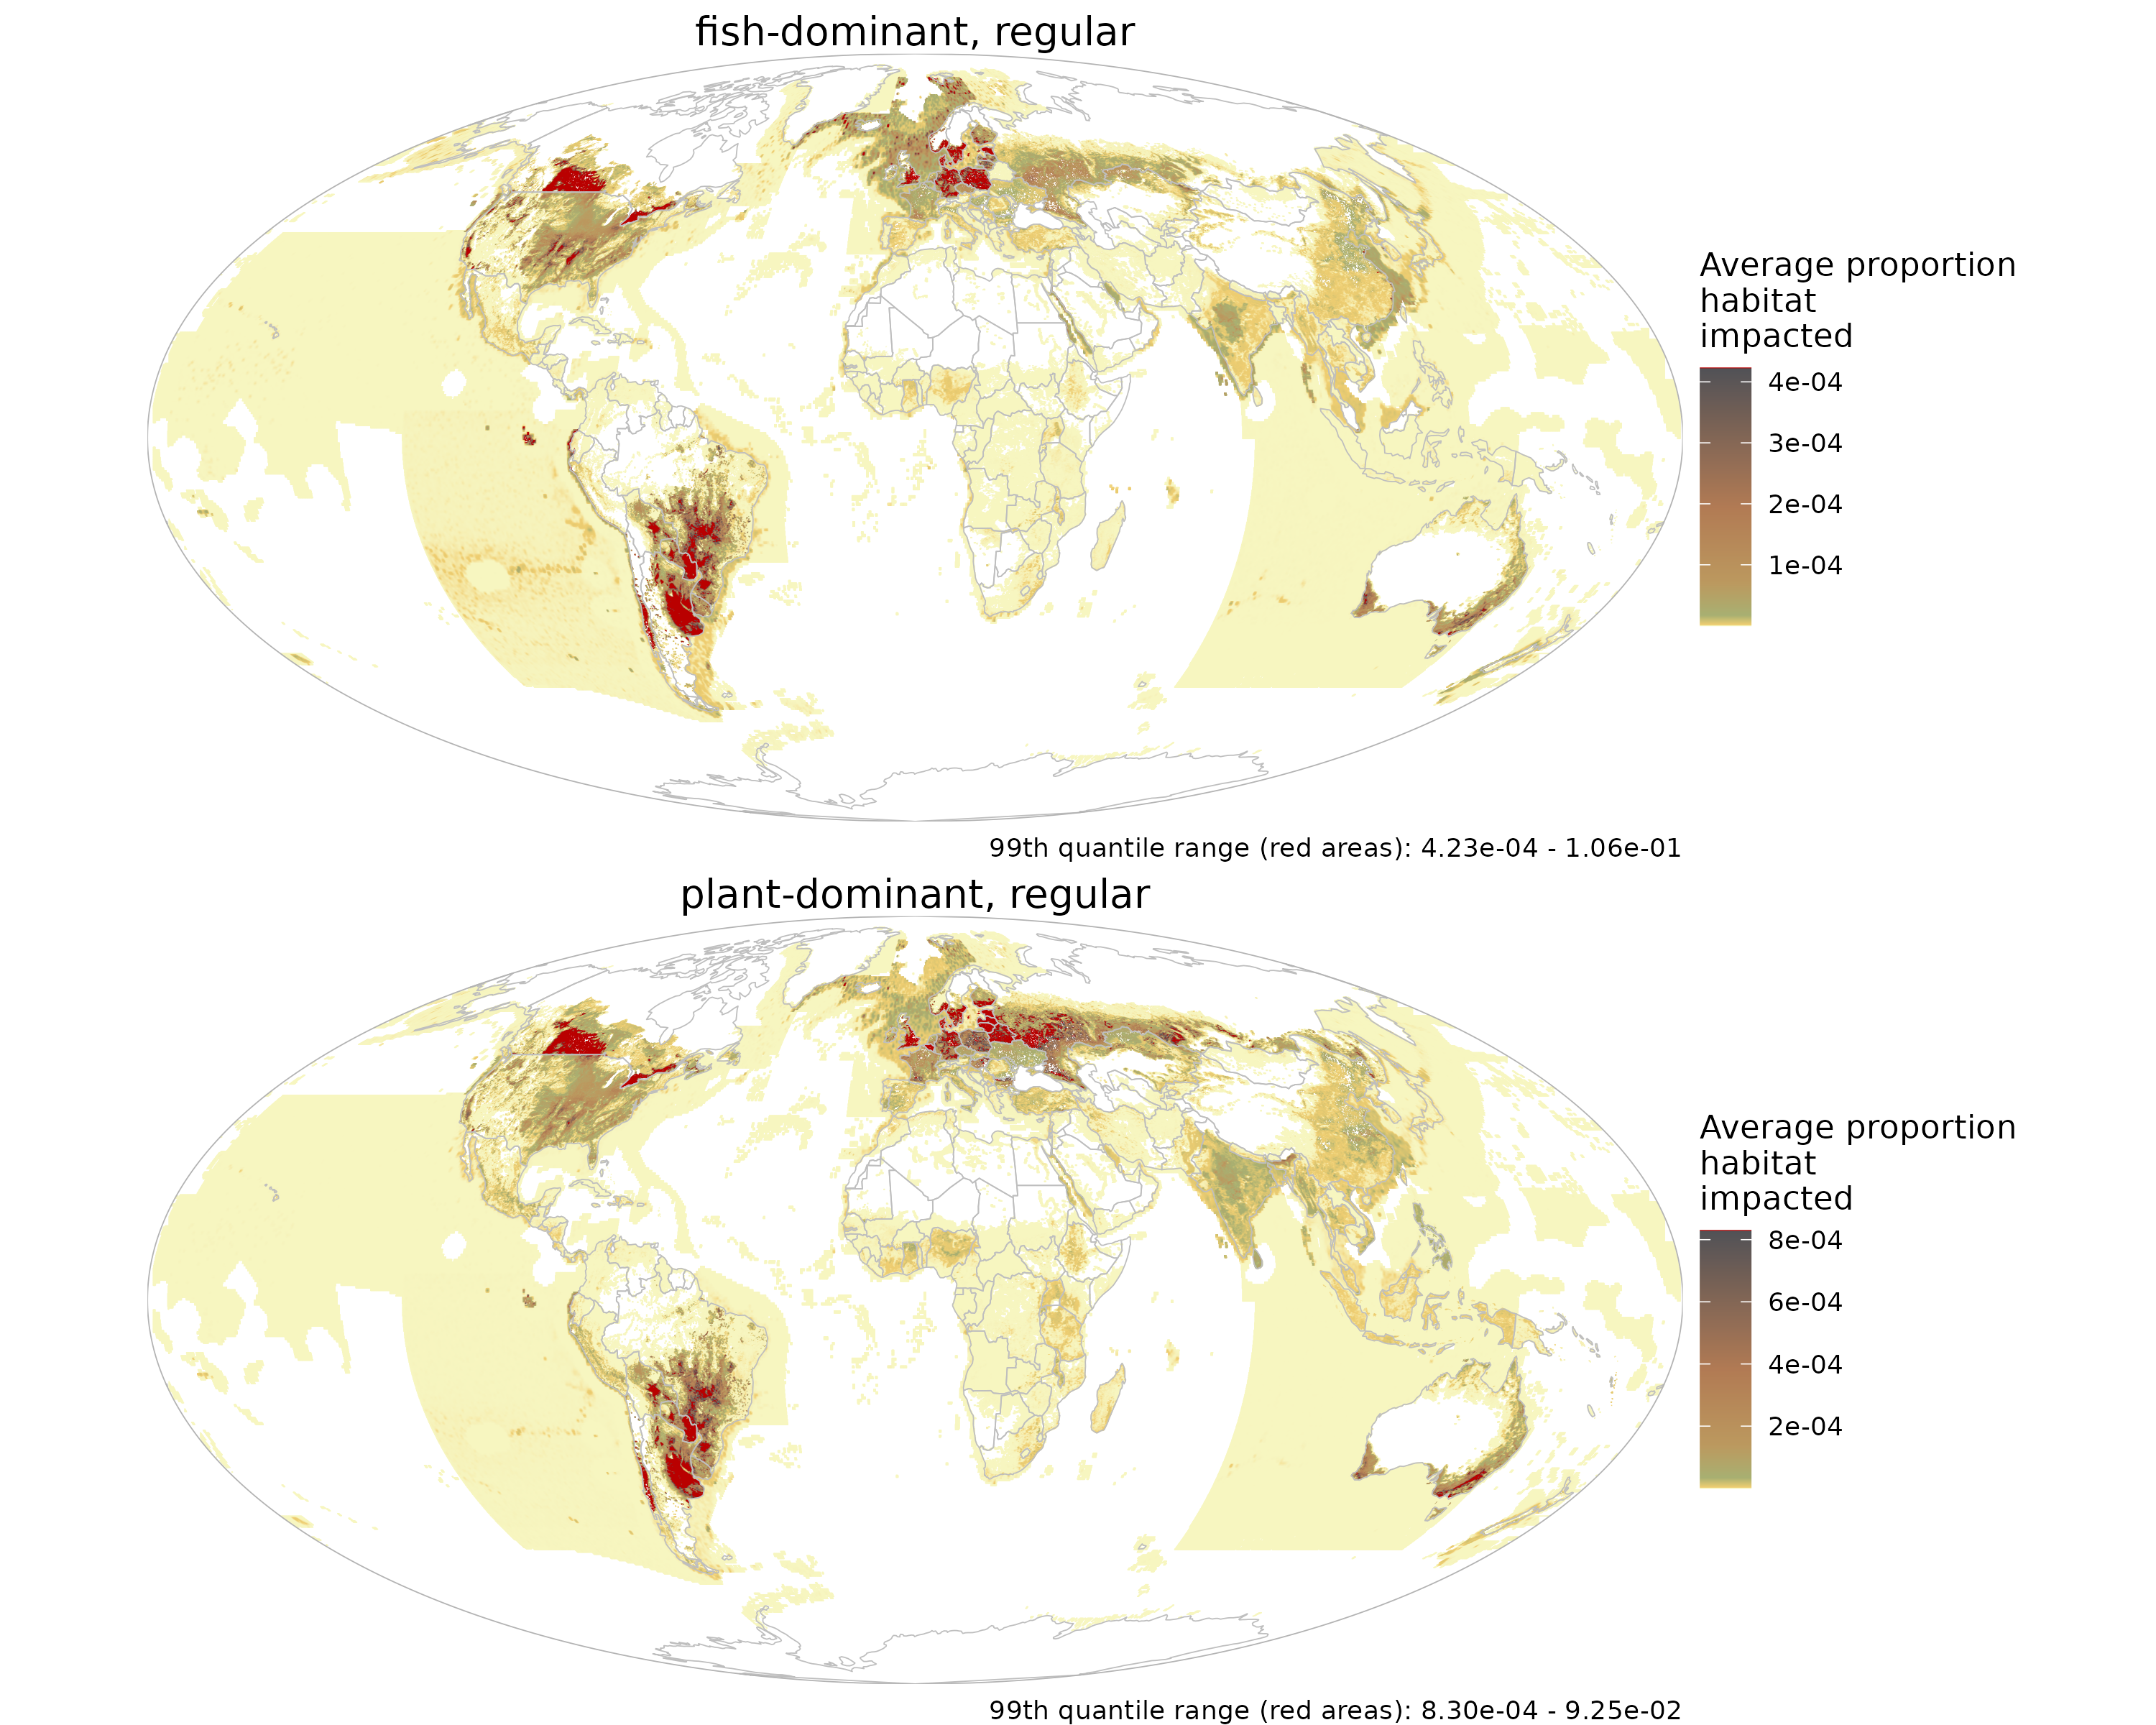 fish-dominant, regular
Average proportion
habitat
impacted
4e-04
3e-04
2e-04
1e-04
99th quantile range (red areas): 4.23e-04 - 1.06e-01
plant-dominant, regular
Average proportion
habitat
impacted
8e-04
6e-04
4e-04
2e-04
99th quantile range (red areas): 8.30e-04 - 9.25e-02